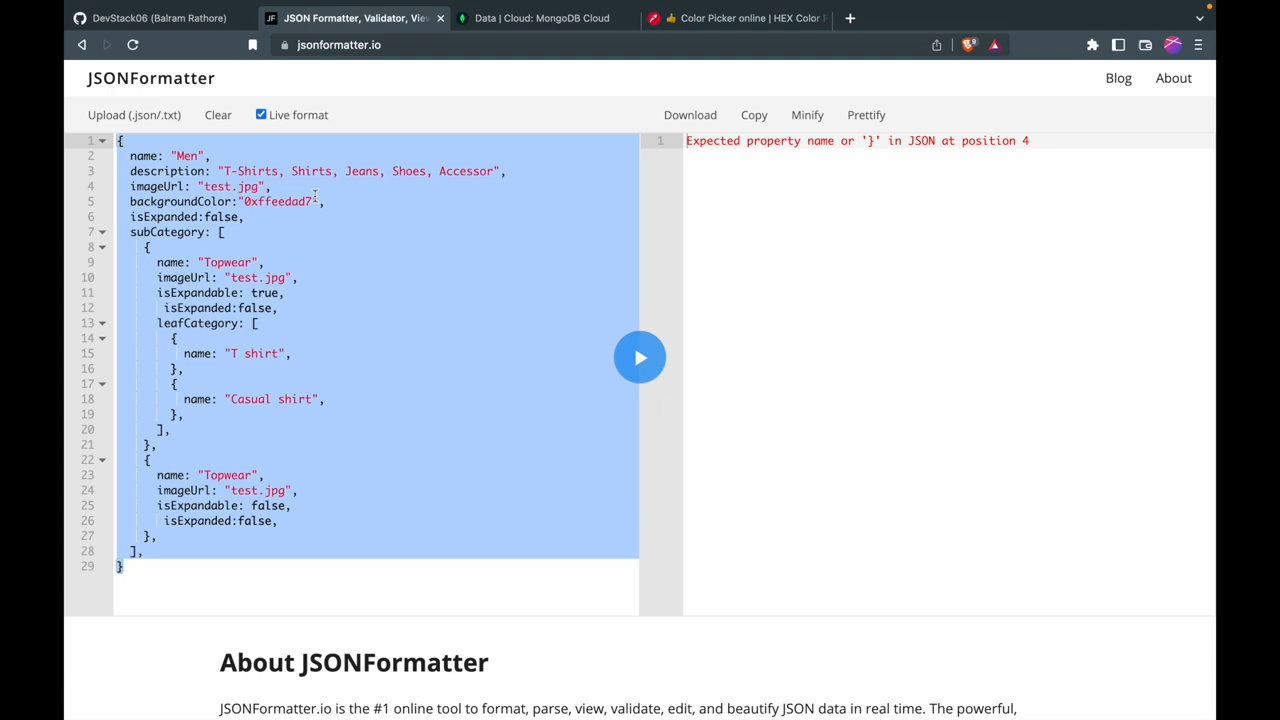 DevStack06 (Balram Rathore)
JSON Formatter, Validator, Vie
Data | Cloud: MongoDB Cloud
👍 Color Picker online | HEX Color
jsonformatter.io
9
JSONFormatter
Blog
About
Upload (.json/.txt)
Clear
Live format
Download
Copy
Minify
Prettify
1 {
2 name: "Men",
3 description: "T-Shirts, Shirts, Jeans, Shoes, Accessor",
4 imageUrl: "test.jpg",
5 backgroundColor:"0xffeedad7",
6 isExpanded:false,
7 subCategory: [
8 {
9 name: "Topwear",
10 imageUrl: "test.jpg",
11 isExpandable: true,
12 isExpanded:false,
13 leafCategory: [
14 {
15 name: "T shirt",
16 },
17 {
18 name: "Casual shirt",
19 },
20 ],
21 },
22 {
23 name: "Topwear",
24 imageUrl: "test.jpg",
25 isExpandable: false,
26 isExpanded:false,
27 },
28 ],
29 }
1 Expected property name or '}' in JSON at position 4
About JSONFormatter
JSONFormatter.io is the #1 online tool to format, parse, view, validate, edit, and beautify JSON data in real time. The powerful,